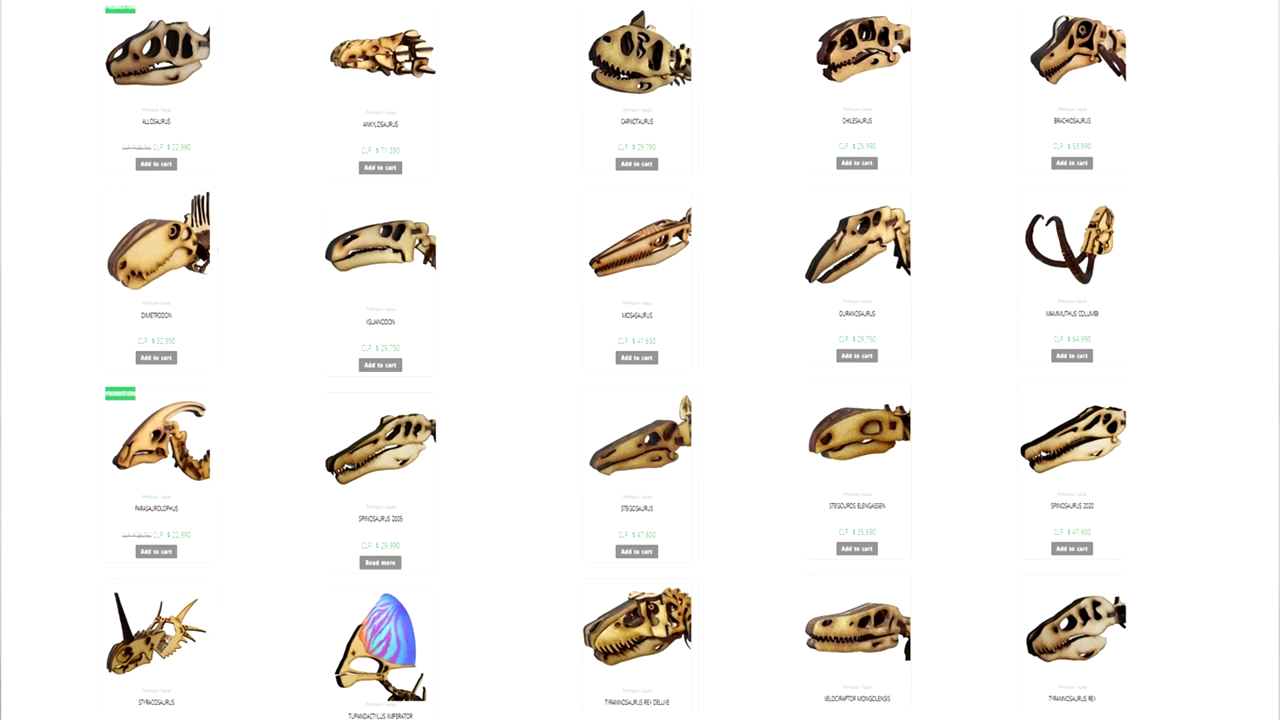 ALLOSAURUS
CLP $ 22,990
Add to cart
ANKYLOSAURUS
CLP $ 71,390
Add to cart
CARNOTAURUS
CLP $ 29,790
Add to cart
CHILESAURUS
CLP $ 25,990
Add to cart
BRACHIOSAURUS
CLP $ 53,990
Add to cart
DIMETRODON
CLP $ 32,990
Add to cart
IGUANODON
CLP $ 29,750
Add to cart
MOSASAURUS
CLP $ 41,650
Add to cart
OURANOSAURUS
CLP $ 29,750
Add to cart
MAMMUTHUS COLUMBI
CLP $ 64,990
Add to cart
PROMOTION
PARASAUROLOPHUS
CLP $ 22,990
Add to cart
SPINOSAURUS 2005
CLP $ 29,990
Read more
STEGOSAURUS
CLP $ 47,600
Add to cart
STEGOUROS ELENGASSEN
CLP $ 35,690
Add to cart
SPINOSAURUS 2020
CLP $ 47,600
Add to cart
STYRACOSAURUS
TUPANDACTYLUS IMPERATOR
TYRANNOSAURUS REX DELUXE
VELOCIRAPTOR MONGOLIENSIS
TYRANNOSAURUS REX